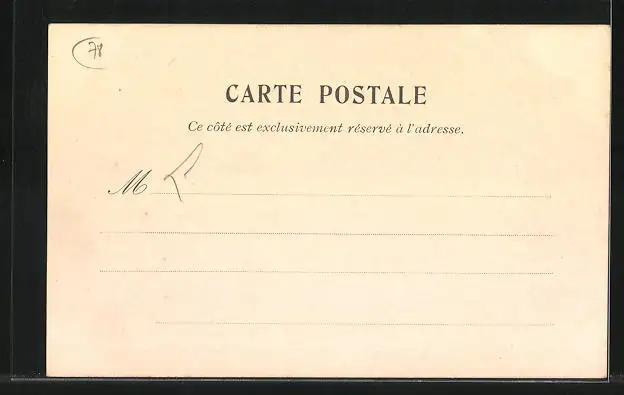 78
CARTE POSTALE
Ce côté est exclusivement réservé à l'adresse.
M